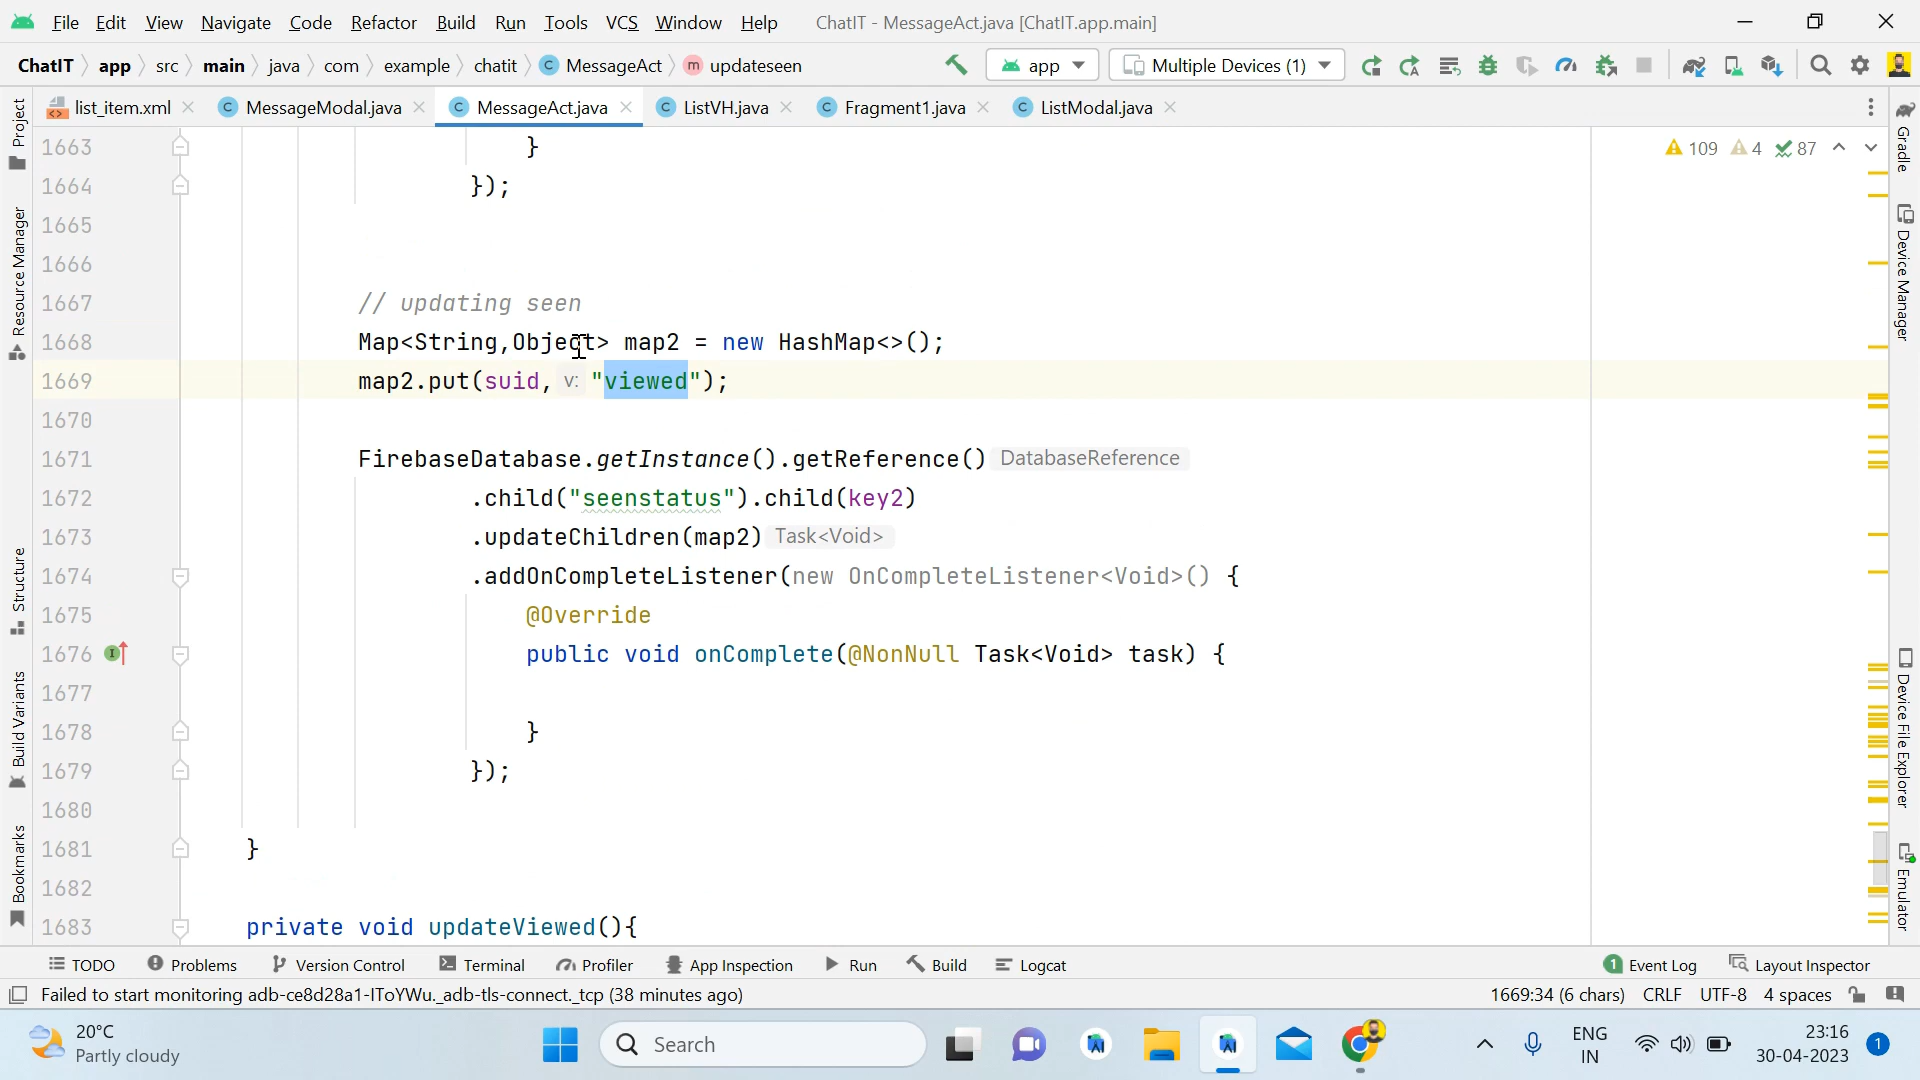 File Edit View Navigate Code Refactor Build Run Tools VCS Window Help ChatIT - MessageAct.java [ChatIT.app.main]
ChatIT app src main java com example chatit C MessageAct m updateseen app Multiple Devices (1)
list_item.xml C MessageModal.java C MessageAct.java C ListVH.java C Fragment1.java C ListModal.java
Project
Resource Manager
Structure
Build Variants
Bookmarks
109 4 87
1663 }
1664 });
1665
1666
1667 // updating seen
1668 Map<String,Object> map2 = new HashMap<>();
1669 map2.put(suid, v: "viewed");
1670
1671 FirebaseDatabase.getInstance().getReference() DatabaseReference
1672 .child("seenstatus").child(key2)
1673 .updateChildren(map2) Task<Void>
1674 .addOnCompleteListener(new OnCompleteListener<Void>() {
1675 @Override
1676 public void onComplete(@NonNull Task<Void> task) {
1677
1678 }
1679 });
1680
1681 }
1682
1683 private void updateViewed(){
Gradle
Device Manager
Device File Explorer
Emulator
TODO Problems Version Control Terminal Profiler App Inspection Run Build Logcat 1 Event Log Layout Inspector
Failed to start monitoring adb-ce8d28a1-IToYWu._adb-tls-connect._tcp (38 minutes ago) 1669:34 (6 chars) CRLF UTF-8 4 spaces
20°C
Partly cloudy
Search
ENG
IN
23:16
30-04-2023
1